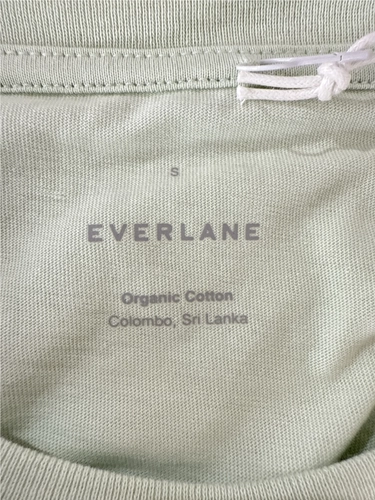 S
EVERLANE
Organic Cotton
Colombo, Sri Lanka